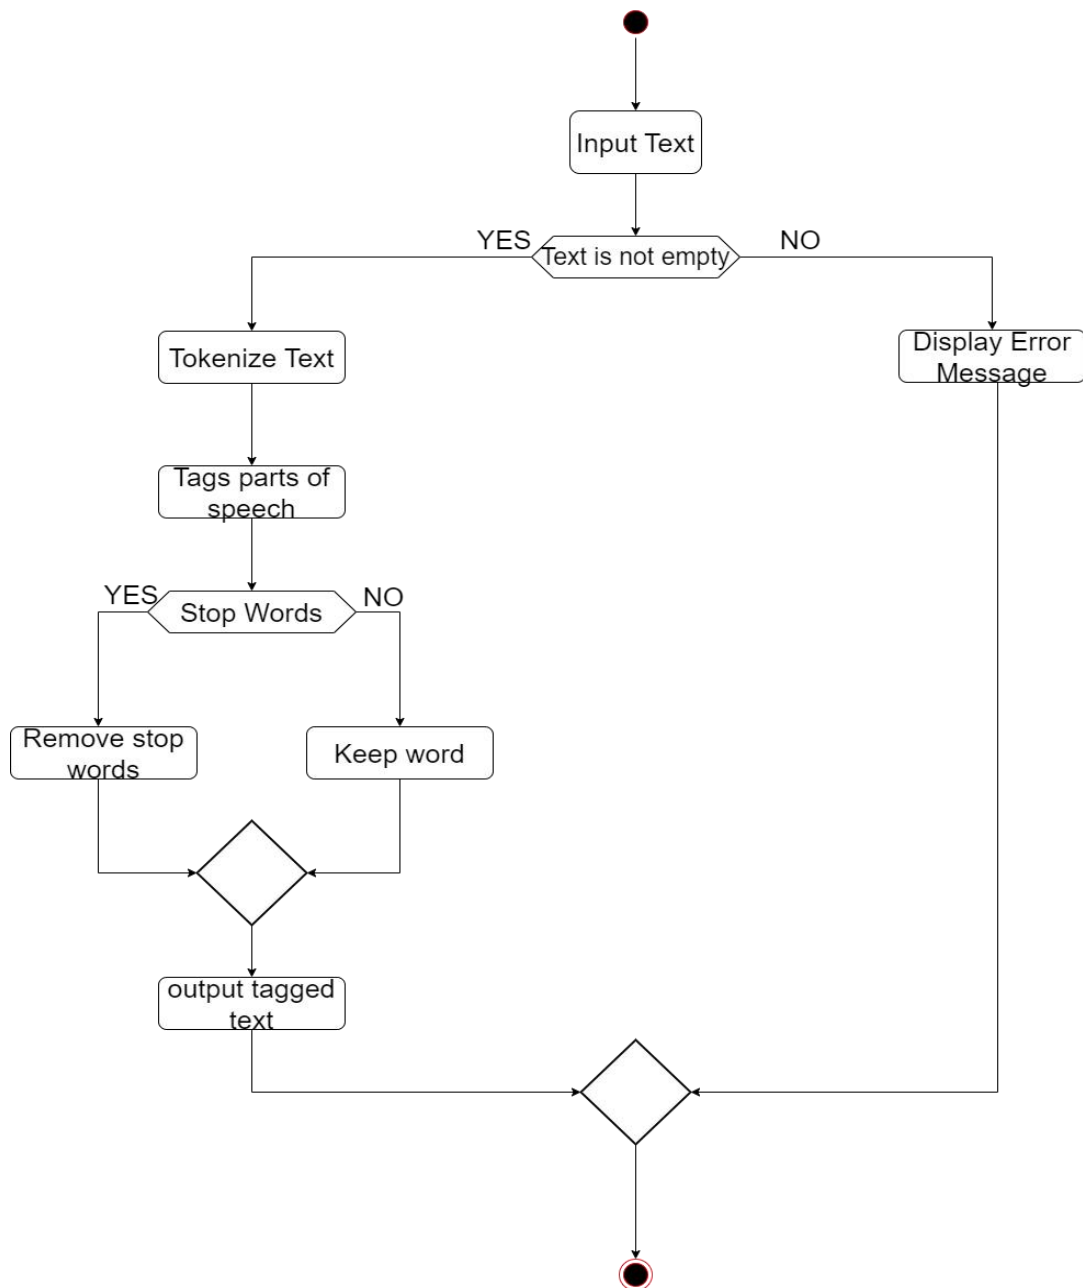 Input Text
YES
Text is not empty
NO
Tokenize Text
Display Error
Message
Tags parts of
speech
YES
Stop Words
NO
Remove stop
words
Keep word
output tagged
text